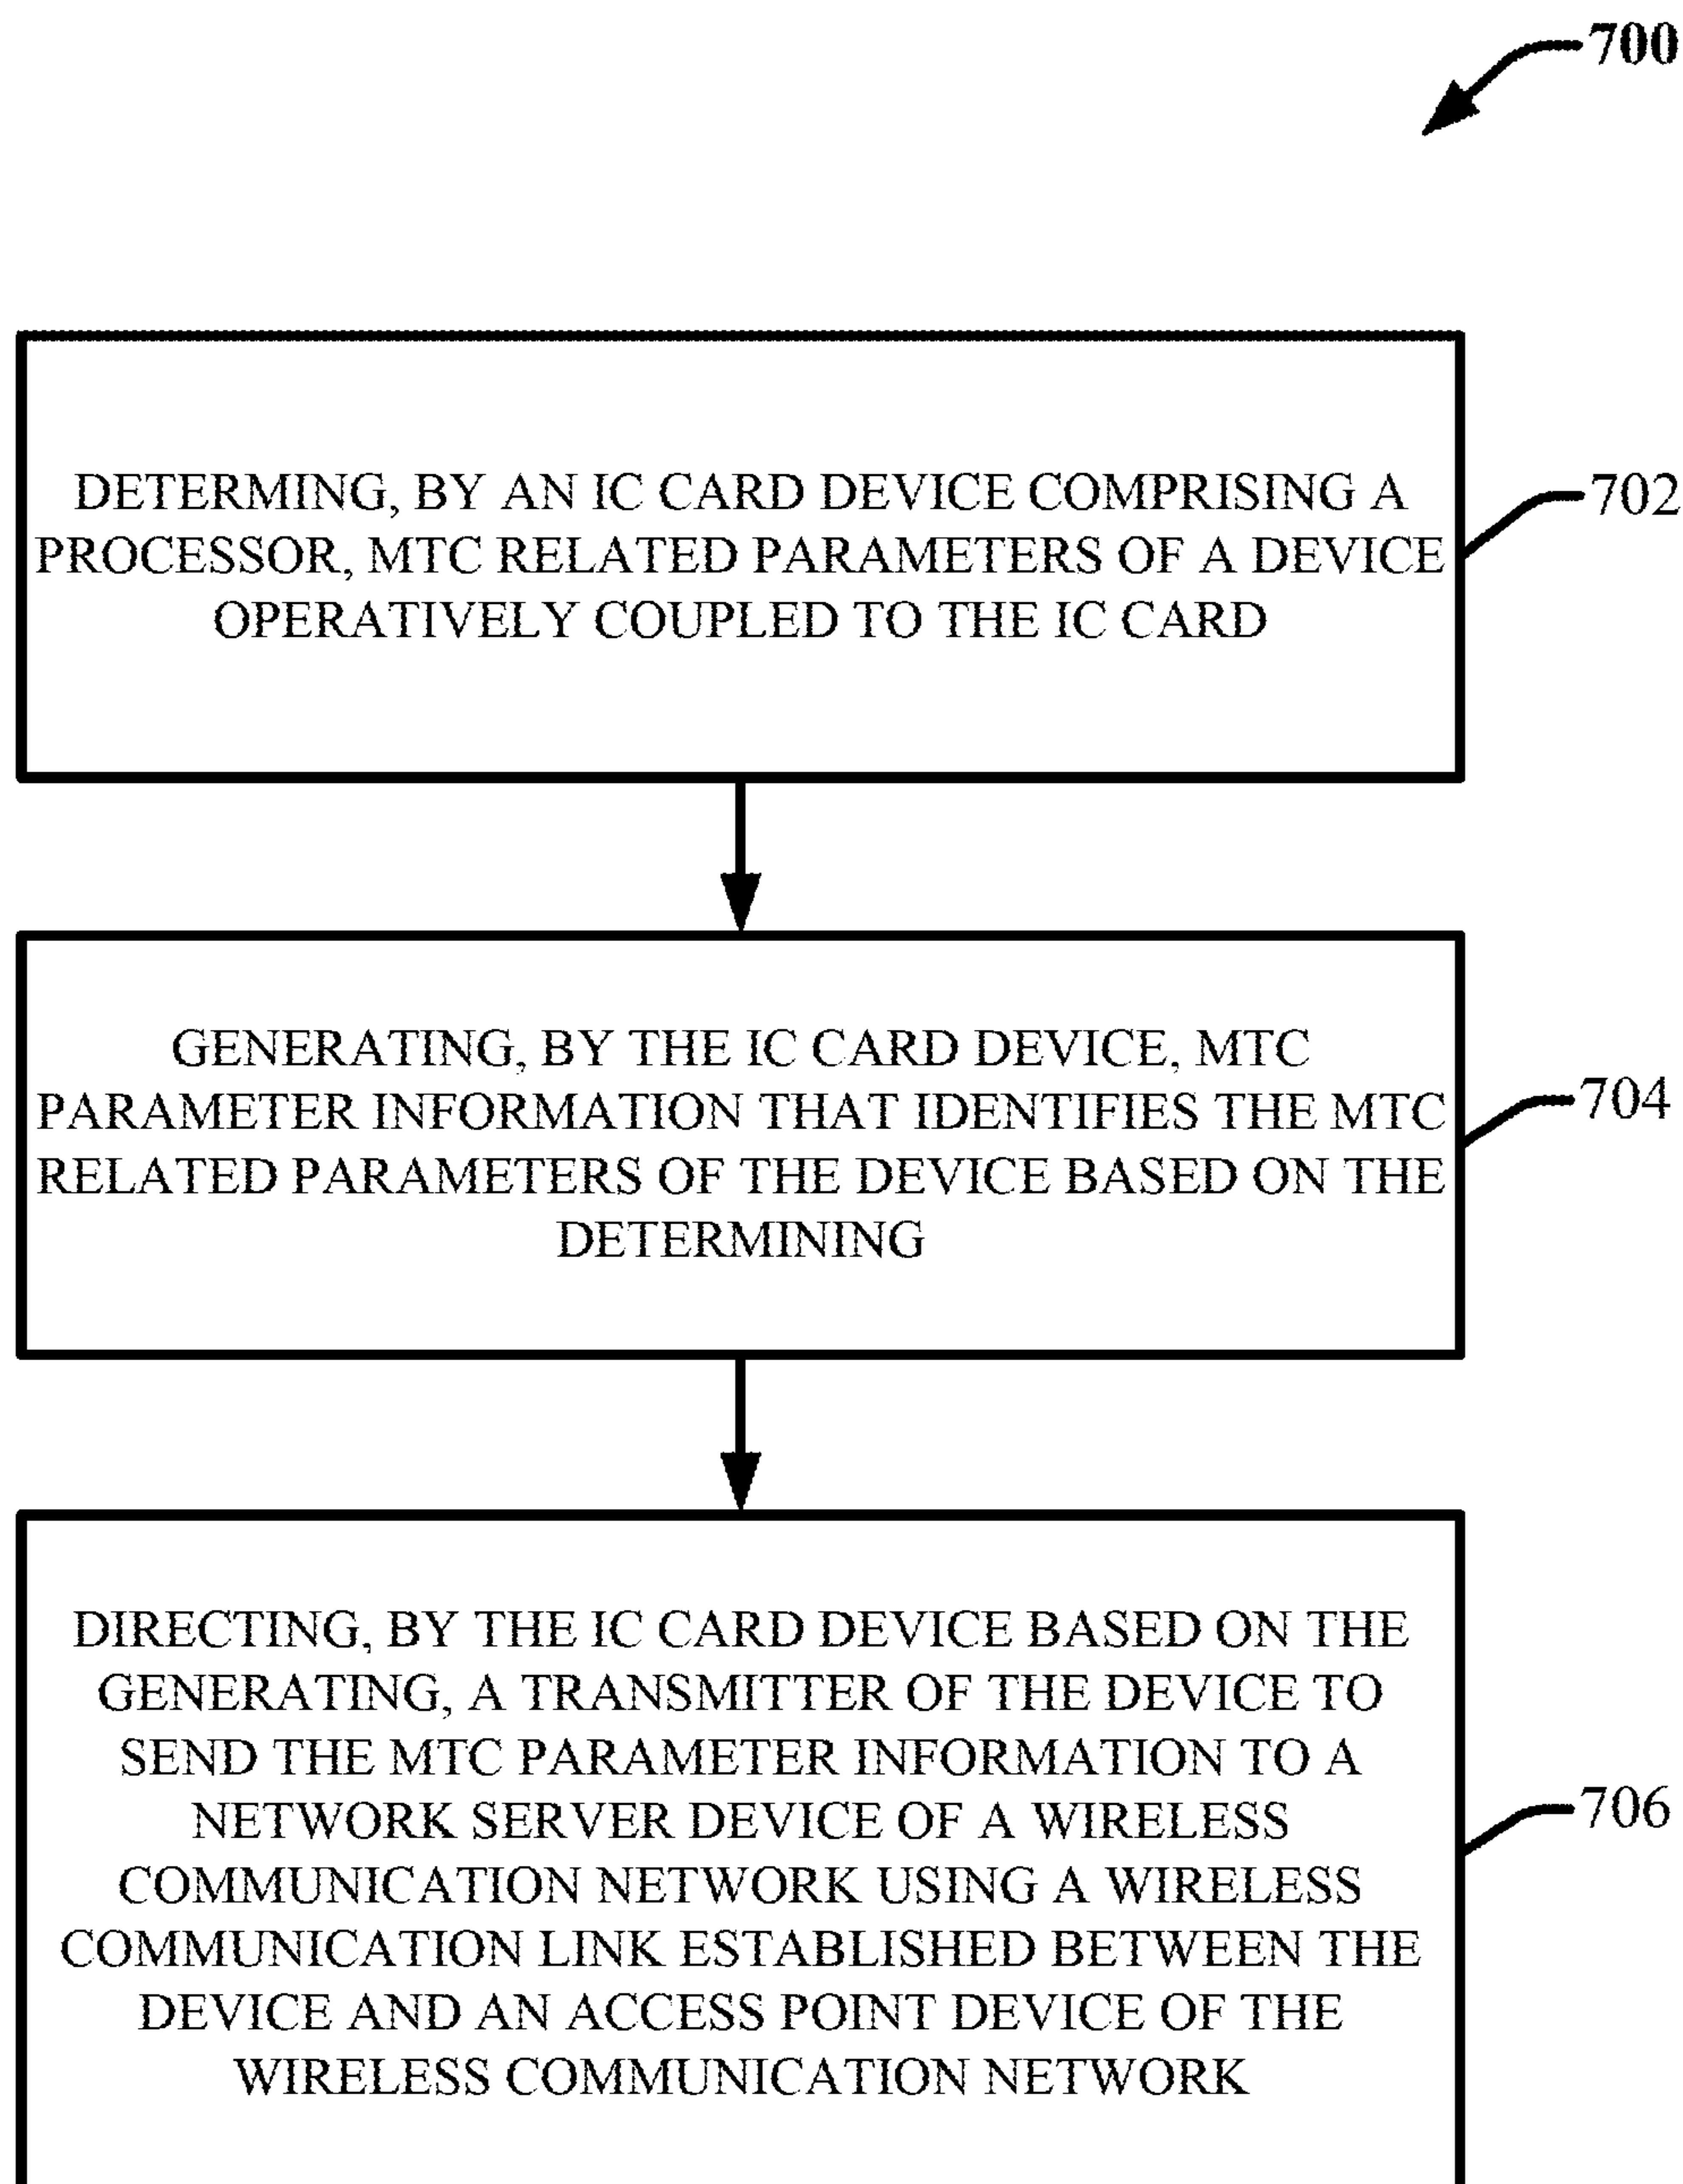 700
DETERMING, BY AN IC CARD DEVICE COMPRISING A
PROCESSOR, MTC RELATED PARAMETERS OF A DEVICE
OPERATIVELY COUPLED TO THE IC CARD
702
GENERATING, BY THE IC CARD DEVICE, MTC
PARAMETER INFORMATION THAT IDENTIFIES THE MTC
RELATED PARAMETERS OF THE DEVICE BASED ON THE
DETERMINING
704
DIRECTING, BY THE IC CARD DEVICE BASED ON THE
GENERATING, A TRANSMITTER OF THE DEVICE TO
SEND THE MTC PARAMETER INFORMATION TO A
NETWORK SERVER DEVICE OF A WIRELESS
COMMUNICATION NETWORK USING A WIRELESS
COMMUNICATION LINK ESTABLISHED BETWEEN THE
DEVICE AND AN ACCESS POINT DEVICE OF THE
WIRELESS COMMUNICATION NETWORK
706